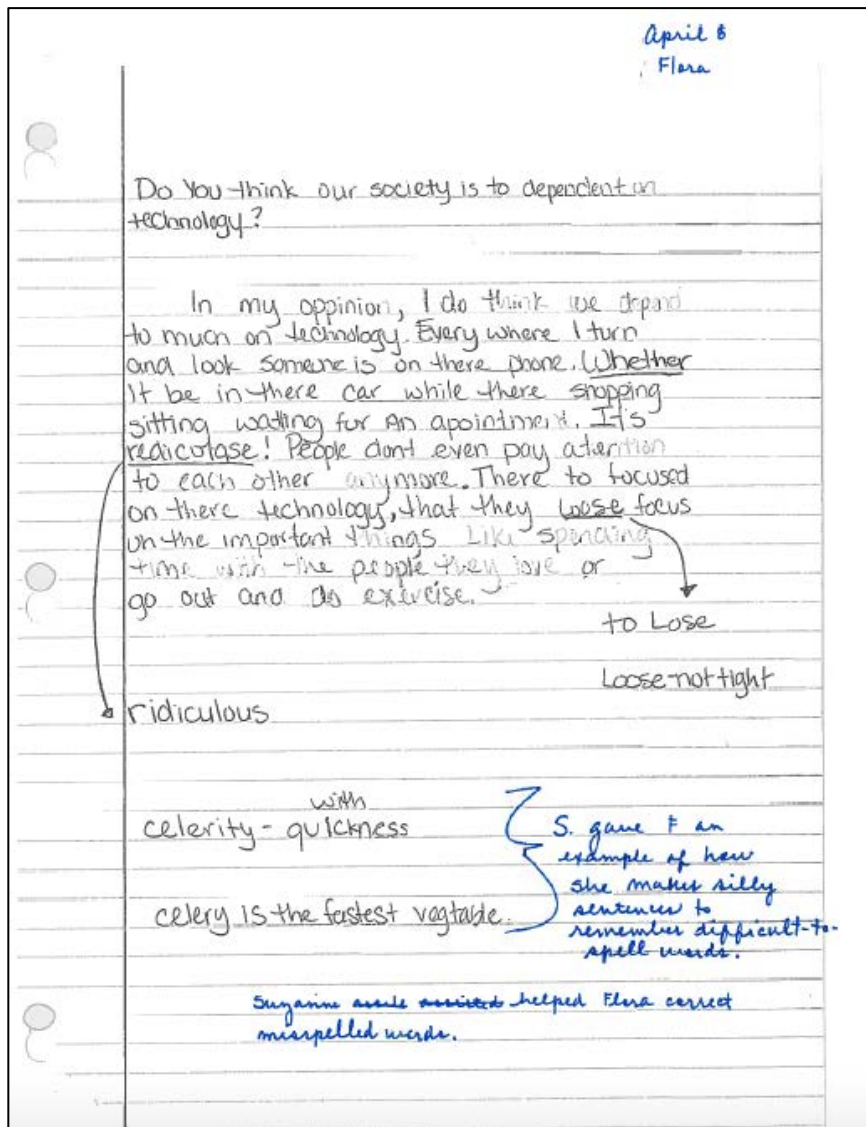 April 8
Flora
Do You think our society is to dependent on
technology?
In my oppinion, I do think we depend
to much on technology. Every where I turn
and look someone is on there phone. Whether
It be in there car while there shopping
sitting waiting for An apointment. It's
rediculase! People dont even pay atention
to each other anymore. There to focused
on there technology, that they loose focus
on the important things Like spending
time with the people they love or
go out and do exercise.
to Lose
Loose-not tight
ridiculous
with
celerity - quickness
celery is the fastest vegtable.
S. gave F an
example of how
she makes silly
sentences to
remember difficult-to-
spell words.
Suzanne helped Flora correct
misspelled words.